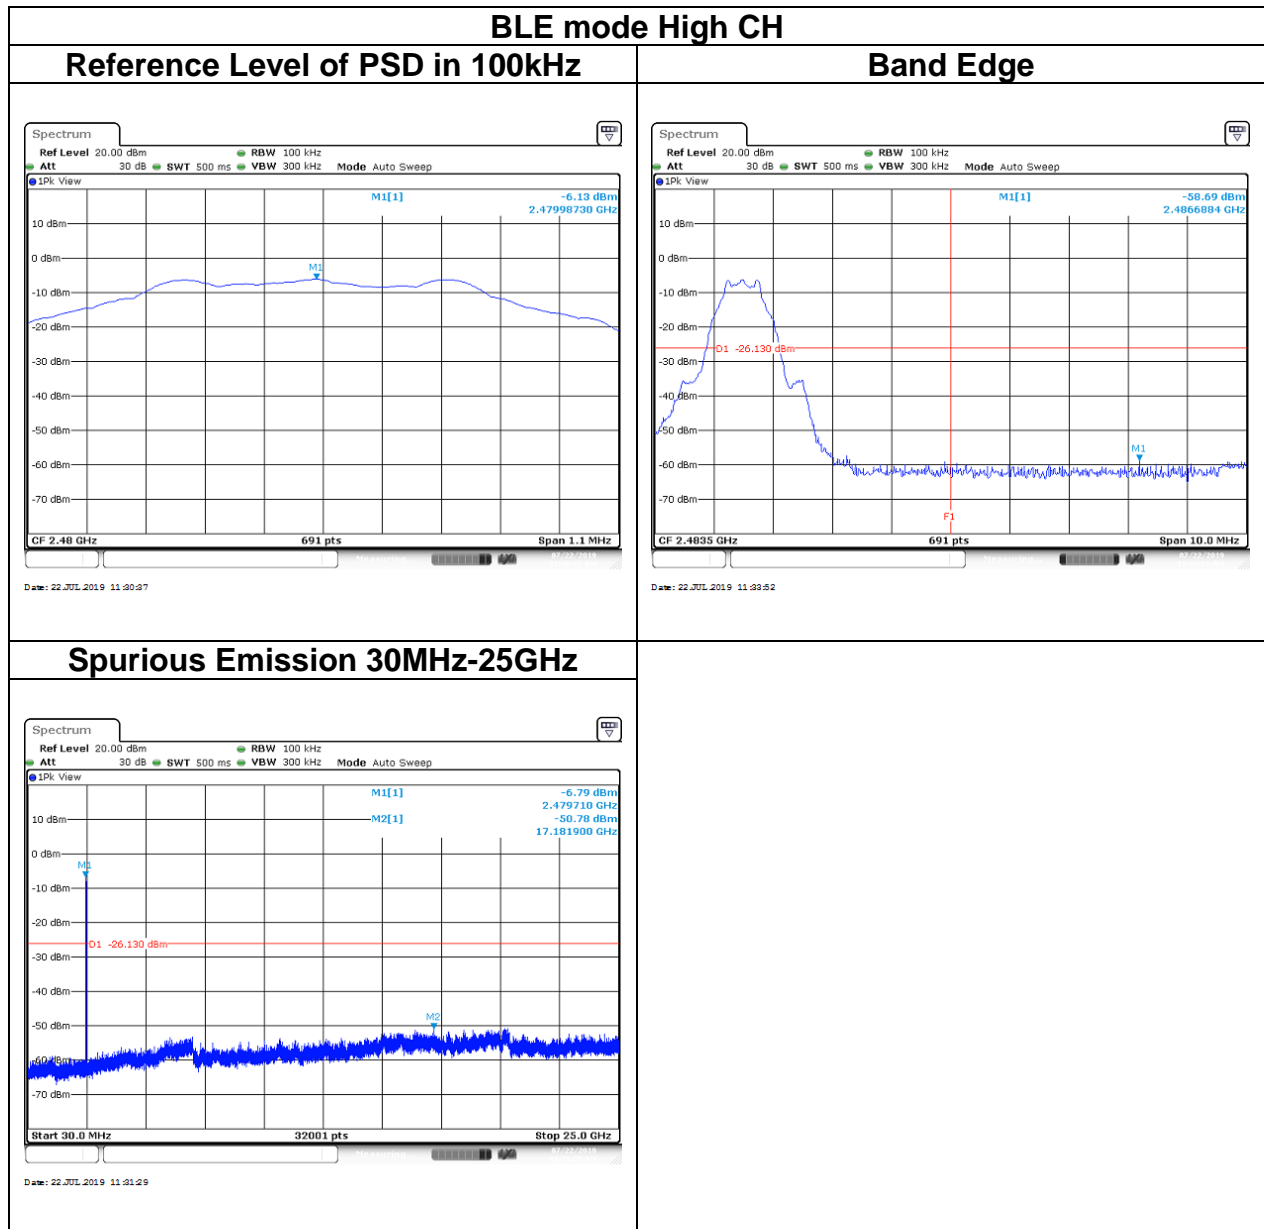 BLE mode High CH
Reference Level of PSD in 100kHz
Band Edge
Spectrum
Ref Level 20.00 dBm RBW 100 kHz
Att 30 dB SWT 500 ms VBW 300 kHz Mode Auto Sweep
1Pk View
M1[1] -6.13 dBm
2.47998730 GHz
10 dBm
0 dBm
M1
-10 dBm
-20 dBm
-30 dBm
-40 dBm
-50 dBm
-60 dBm
-70 dBm
CF 2.48 GHz 691 pts Span 1.1 MHz
Date: 22.JUL.2019 11:30:37
Spectrum
Ref Level 20.00 dBm RBW 100 kHz
Att 30 dB SWT 500 ms VBW 300 kHz Mode Auto Sweep
1Pk View
M1[1] -58.69 dBm
2.4866884 GHz
10 dBm
0 dBm
-10 dBm
-20 dBm
D1 -26.130 dBm
-30 dBm
-40 dBm
-50 dBm
M1
-60 dBm
-70 dBm
F1
CF 2.4835 GHz 691 pts Span 10.0 MHz
Date: 22.JUL.2019 11:33:52
Spurious Emission 30MHz-25GHz
Spectrum
Ref Level 20.00 dBm RBW 100 kHz
Att 30 dB SWT 500 ms VBW 300 kHz Mode Auto Sweep
1Pk View
M1[1] -6.79 dBm
2.479710 GHz
M2[1] -50.78 dBm
17.181900 GHz
10 dBm
0 dBm
M1
-10 dBm
-20 dBm
D1 -26.130 dBm
-30 dBm
-40 dBm
-50 dBm
M2
-60 dBm
-70 dBm
Start 30.0 MHz 32001 pts Stop 25.0 GHz
Date: 22.JUL.2019 11:31:29